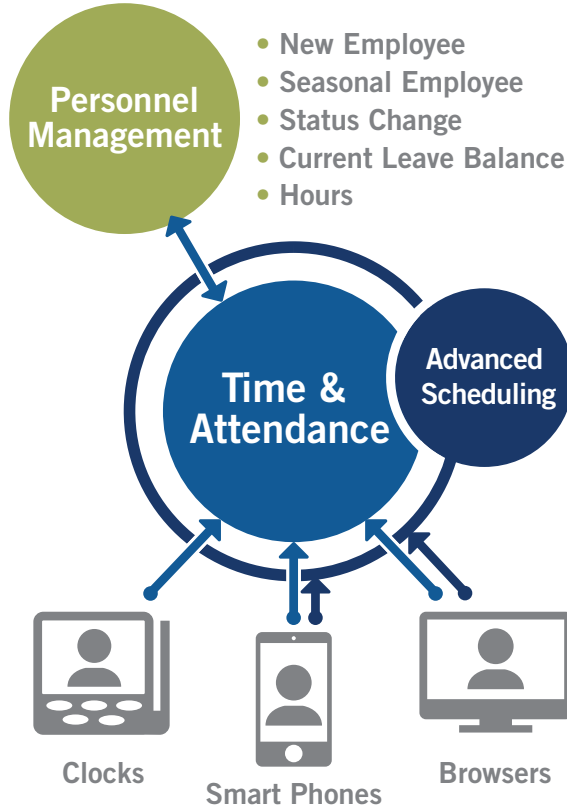 Personnel
Management
• New Employee
• Seasonal Employee
• Status Change
• Current Leave Balance
• Hours
Time &
Attendance
Advanced
Scheduling
Clocks
Smart Phones
Browsers